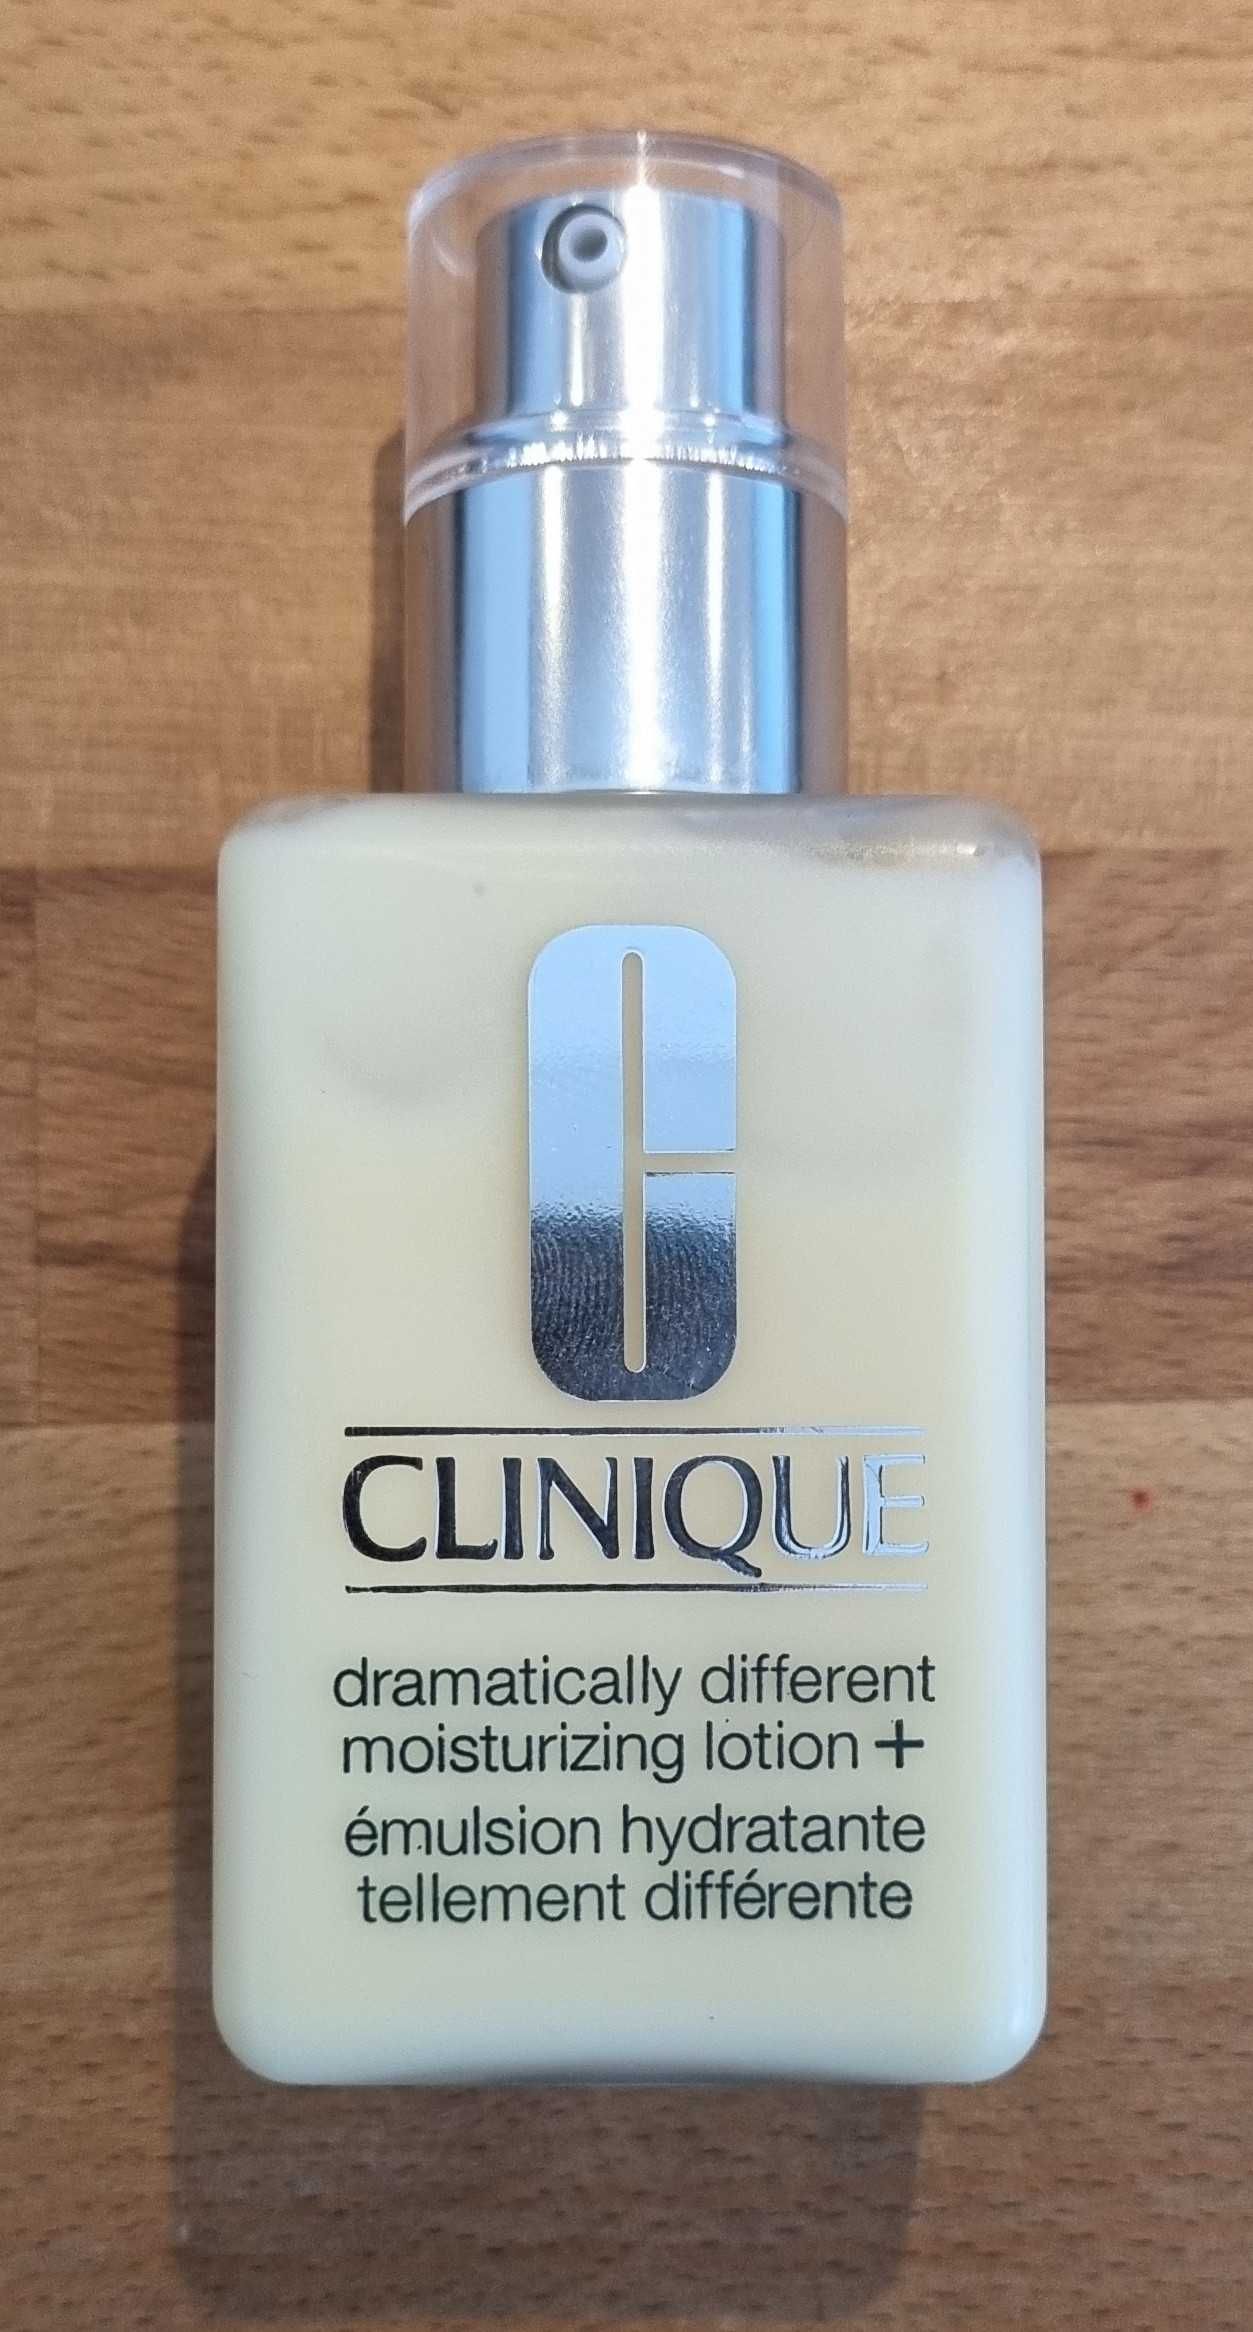 C
CLINIQUE
dramatically different
moisturizing lotion +
émulsion hydratante
tellement différente